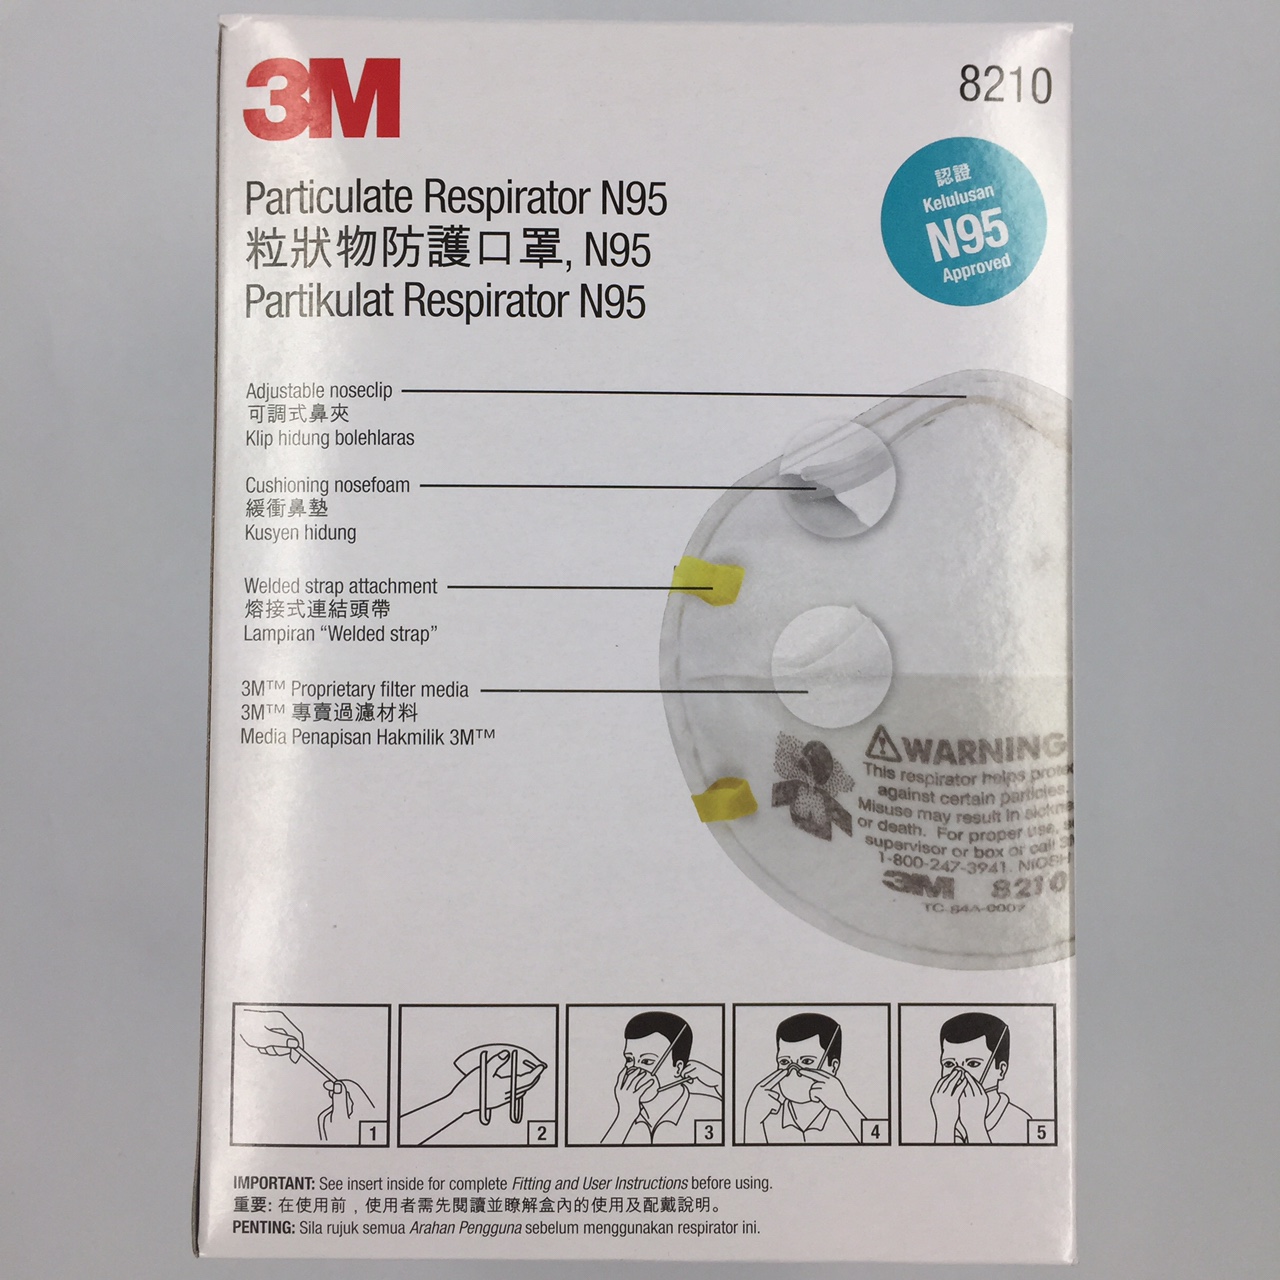 3M
8210
認證
Kelulusan
N95
Approved
Particulate Respirator N95
粒狀物防護口罩, N95
Partikulat Respirator N95
Adjustable noseclip
可調式鼻夾
Klip hidung bolehlaras
Cushioning nosefoam
緩衝鼻墊
Kusyen hidung
Welded strap attachment
熔接式連結頭帶
Lampiran “Welded strap”
3M™ Proprietary filter media
3M™ 專賣過濾材料
Media Penapisan Hakmilik 3M™
WARNING
This respirator helps
against certain particles.
Misuse may result in
or death. For proper use,
supervisor or box or call
1-800-247-3941. NIOSH
3M 8210
TC-84A-0007
1
2
3
4
5
IMPORTANT: See insert inside for complete Fitting and User Instructions before using.
重要: 在使用前，使用者需先閱讀並瞭解盒內的使用及配戴說明。
PENTING: Sila rujuk semua Arahan Pengguna sebelum menggunakan respirator ini.